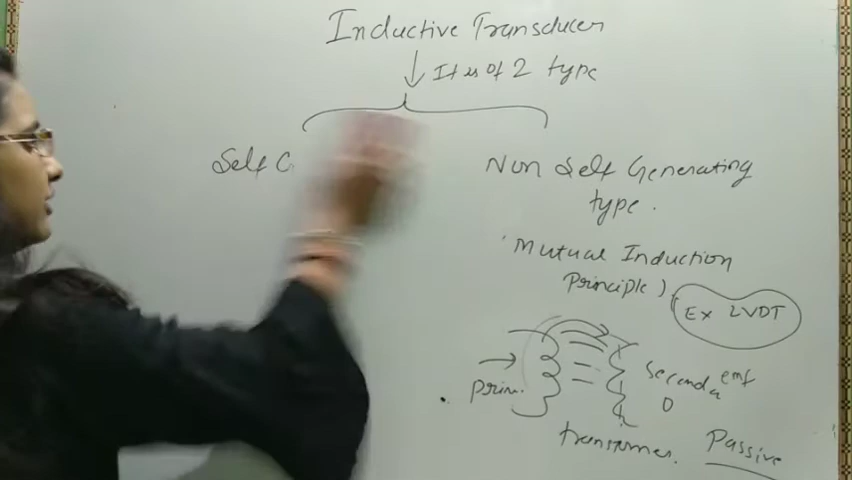 Inductive Transducer
It is of 2 type
Self G
Non Self Generating
type.
(Mutual Induction
Principle)
Ex LVDT
prim.
Seconda
emf
transformer.
Passive